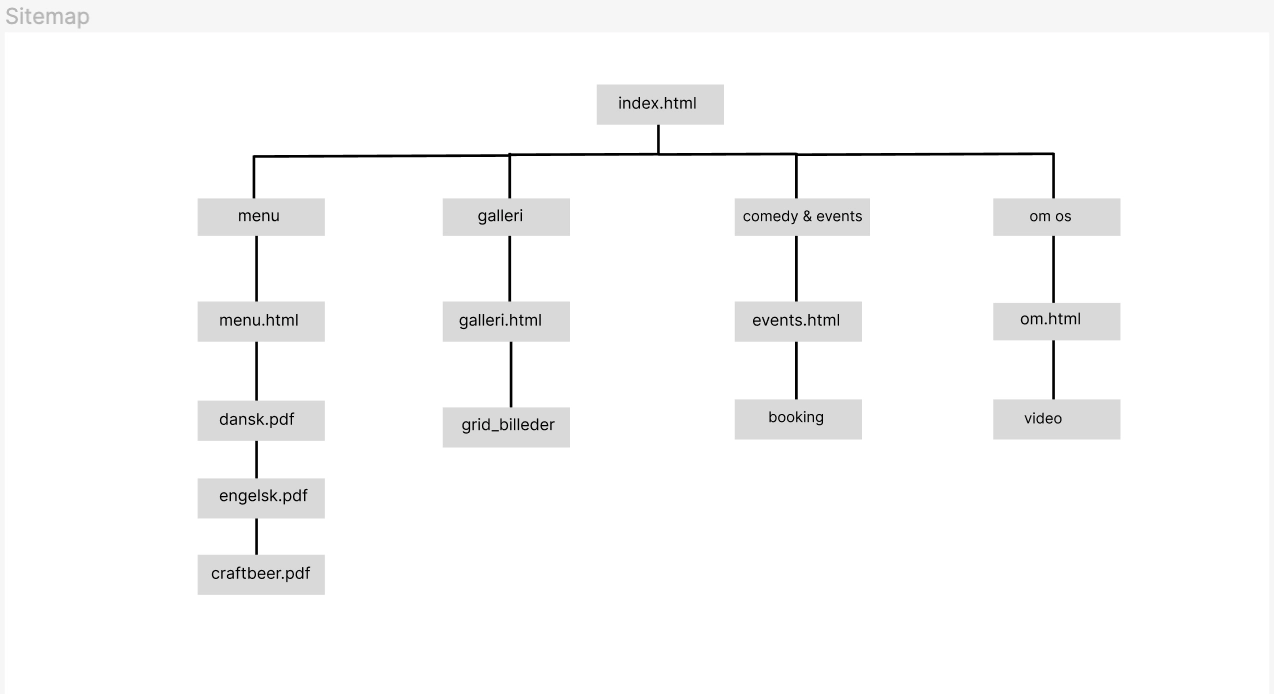 Sitemap
index.html
menu
galleri
comedy & events
om os
menu.html
galleri.html
events.html
om.html
dansk.pdf
grid_billeder
booking
video
engelsk.pdf
craftbeer.pdf